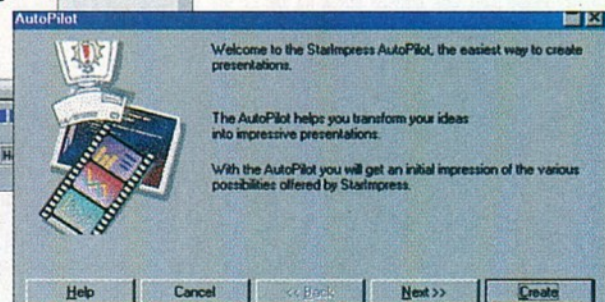 AutoPilot
Welcome to the StarImpress AutoPilot, the easiest way to create
presentations.
The AutoPilot helps you transform your ideas
into impressive presentations.
With the AutoPilot you will get an initial impression of the various
possibilities offered by StarImpress.
Help
Cancel
<< Back
Next >>
Create